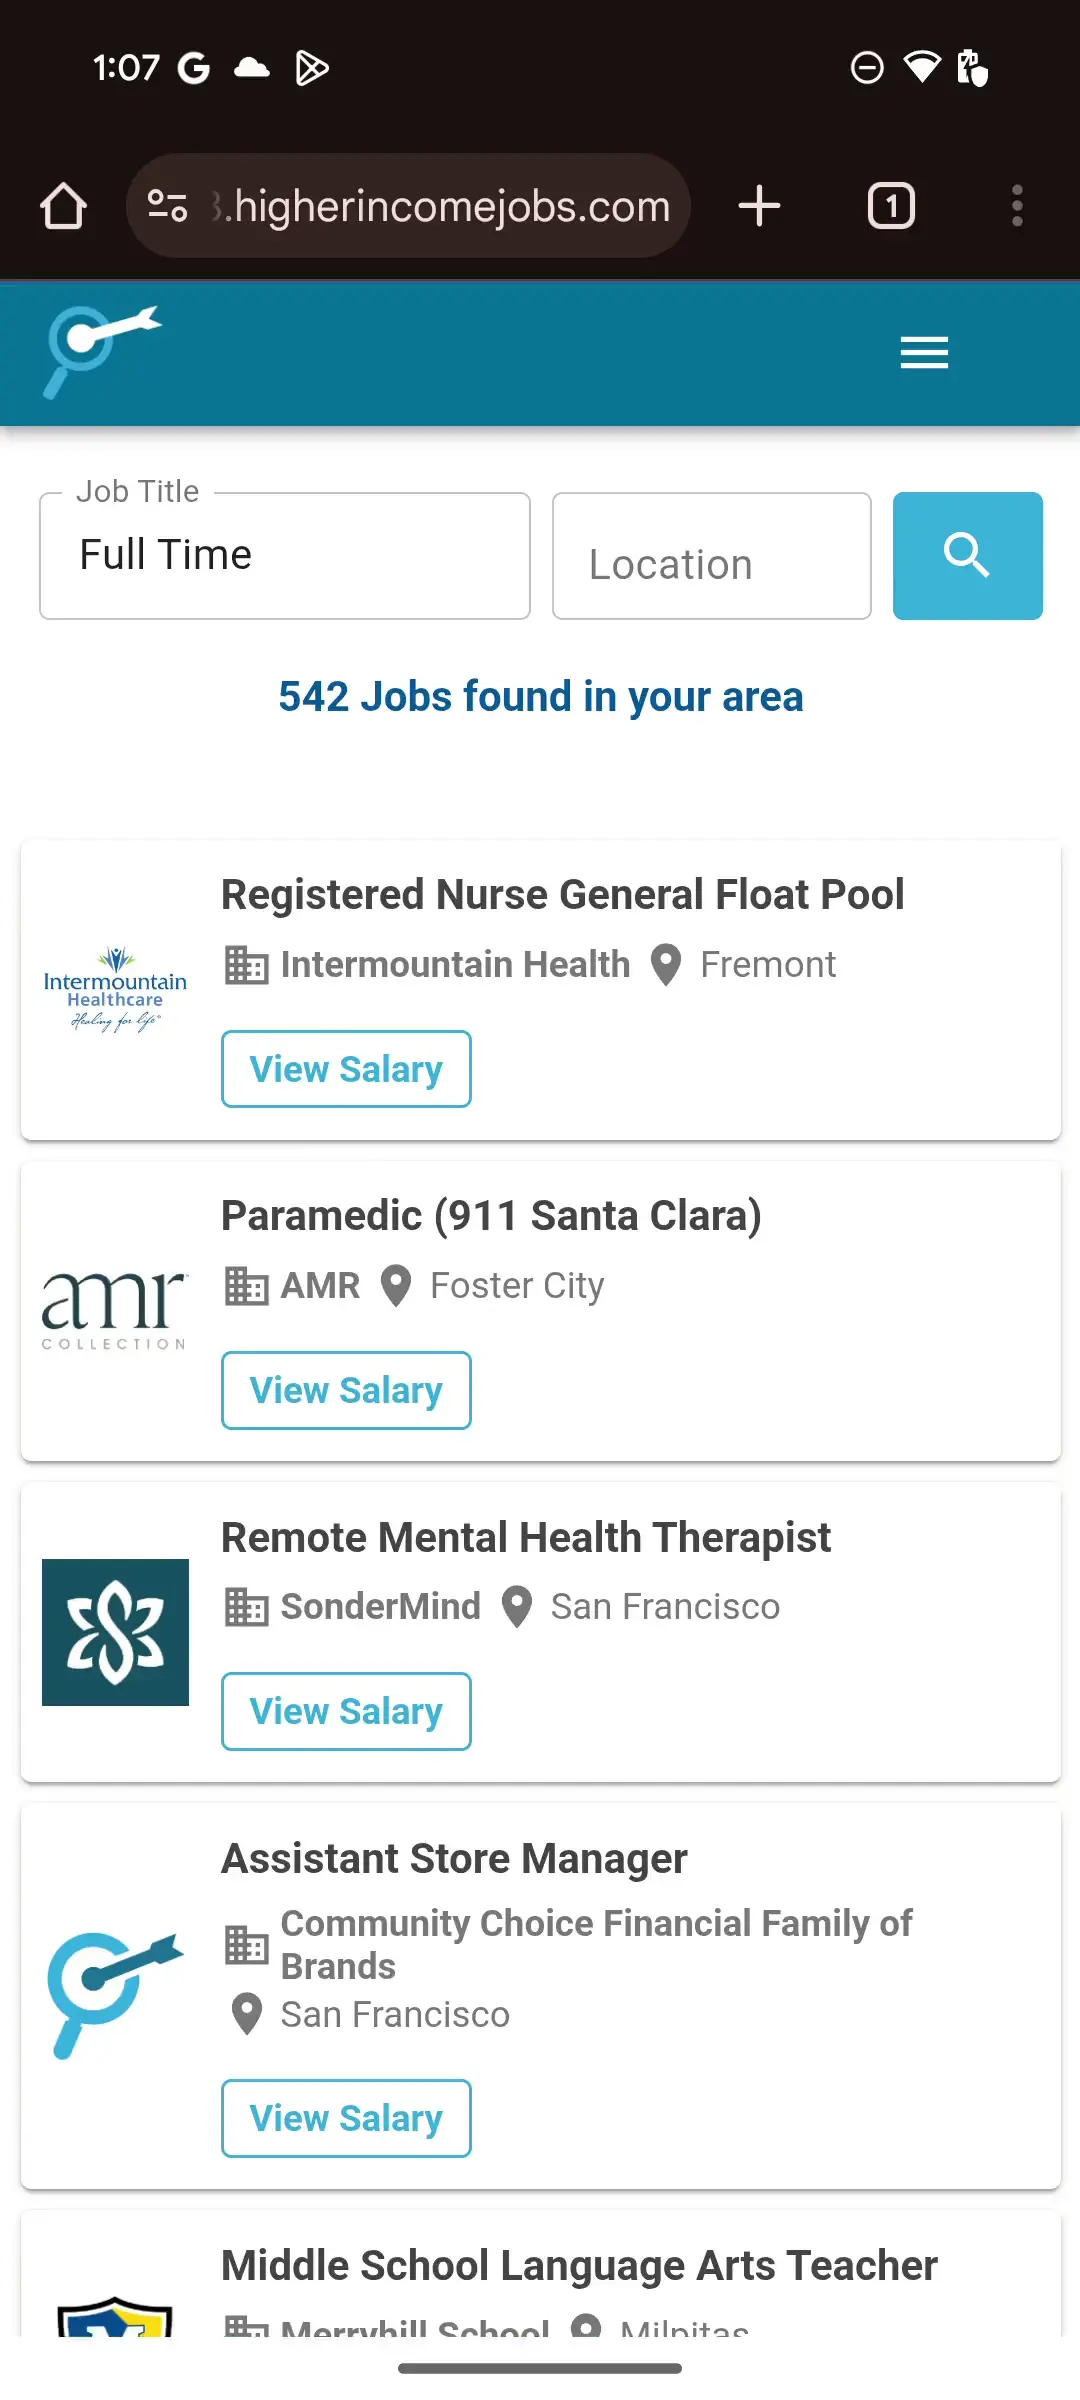 1:07
.higherincomejobs.com
1
Job Title
Full Time
Location
542 Jobs found in your area
Registered Nurse General Float Pool
Intermountain Healthcare
Healing for life
Intermountain Health Fremont
View Salary
Paramedic (911 Santa Clara)
amr
COLLECTION
AMR Foster City
View Salary
Remote Mental Health Therapist
SonderMind San Francisco
View Salary
Assistant Store Manager
Community Choice Financial Family of
Brands
San Francisco
View Salary
Middle School Language Arts Teacher
Merryhill School Milpitas